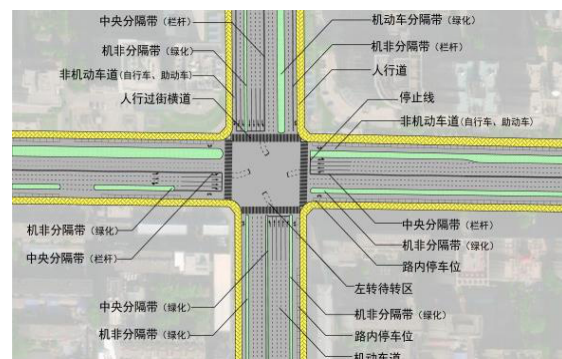 中央分隔带（栏杆）
机动车分隔带（绿化）
机非分隔带（绿化）
机非分隔带（栏杆）
非机动车道（自行车、助动车）
人行道
人行过街横道
停止线
非机动车道（自行车、助动车）
机非分隔带（绿化）
中央分隔带（栏杆）
中央分隔带（栏杆）
机非分隔带（绿化）
路内停车位
左转待转区
中央分隔带（绿化）
机非分隔带（绿化）
机非分隔带（绿化）
路内停车位
机动车道